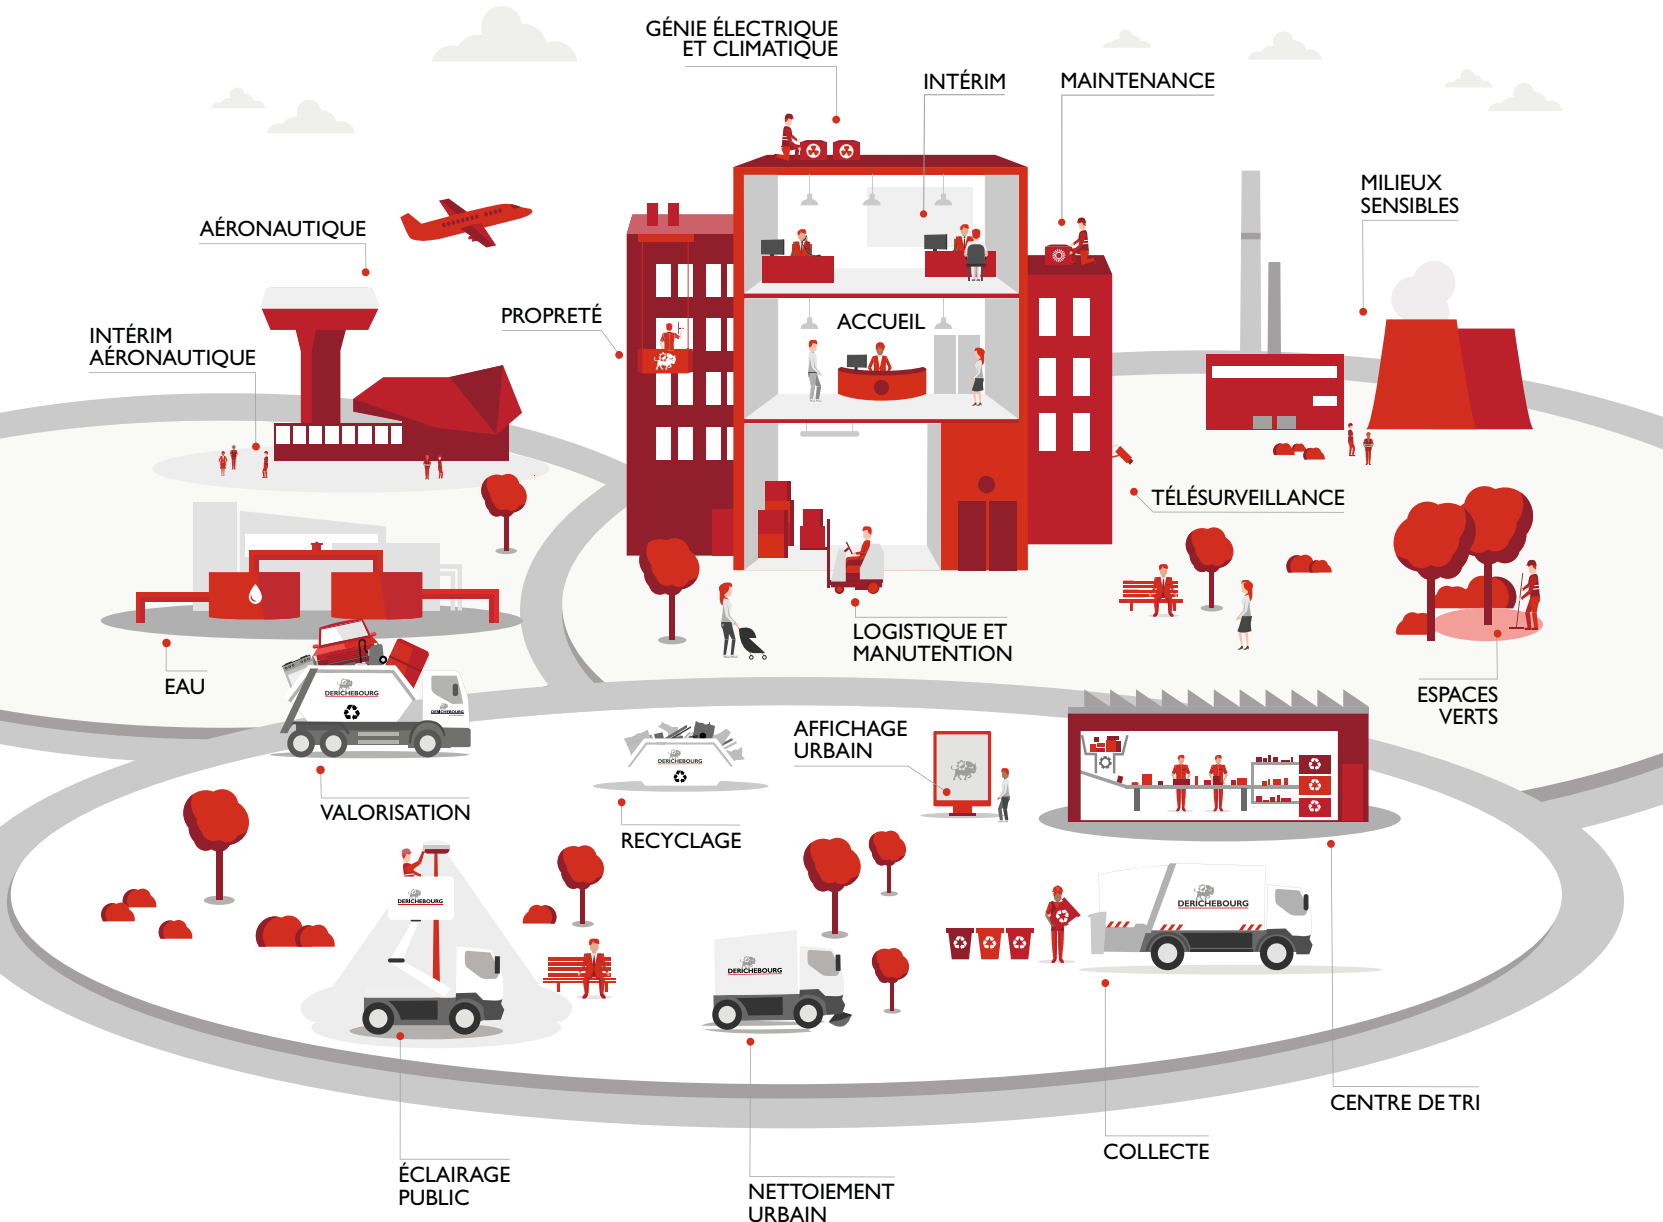 GÉNIE ÉLECTRIQUE
ET CLIMATIQUE
INTÉRIM
MAINTENANCE
MILIEUX
SENSIBLES
AÉRONAUTIQUE
PROPRETÉ
ACCUEIL
INTÉRIM
AÉRONAUTIQUE
TÉLÉSURVEILLANCE
LOGISTIQUE ET
MANUTENTION
EAU
ESPACES
VERTS
DERICHEBOURG
DERICHEBOURG
AFFICHAGE
URBAIN
DERICHEBOURG
VALORISATION
RECYCLAGE
DERICHEBOURG
DERICHEBOURG
DERICHEBOURG
CENTRE DE TRI
COLLECTE
ÉCLAIRAGE
PUBLIC
NETTOIEMENT
URBAIN